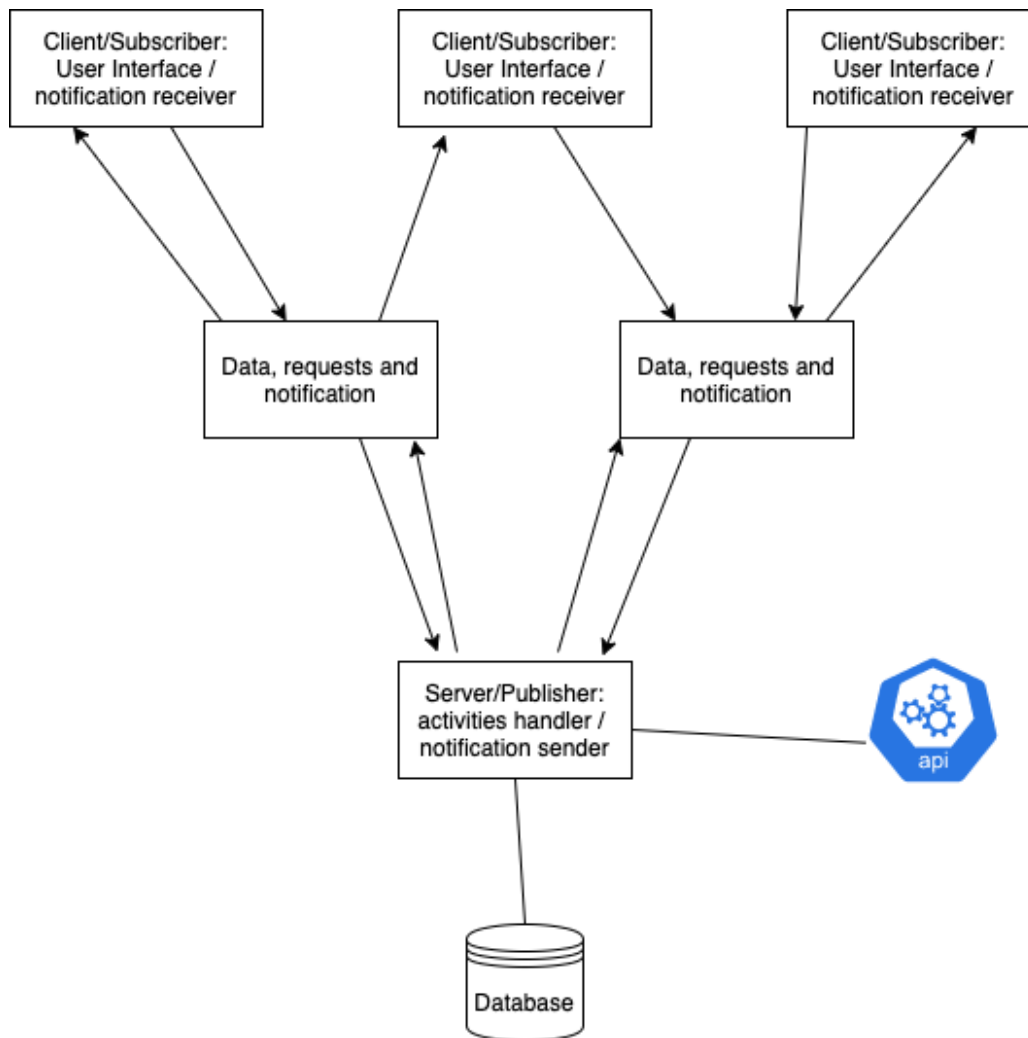 Client/Subscriber:
User Interface /
notification receiver
Client/Subscriber:
User Interface /
notification receiver
Client/Subscriber:
User Interface /
notification receiver
Data, requests and
notification
Data, requests and
notification
Server/Publisher:
activities handler /
notification sender
api
Database